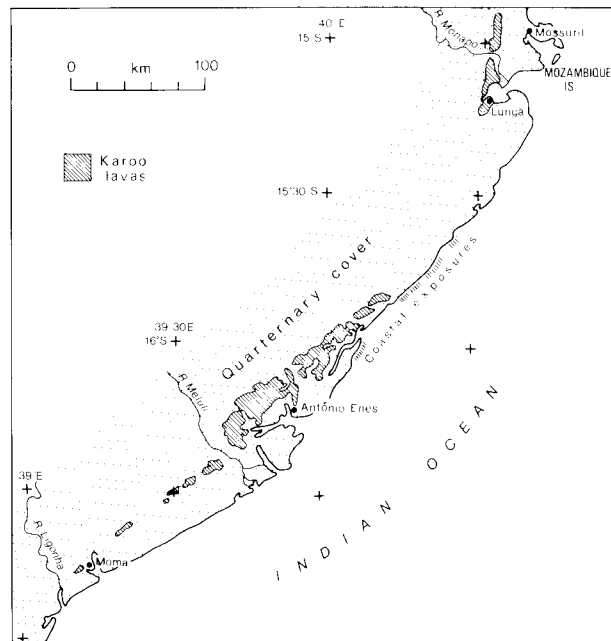 40 E
15 S
R Monapo
Mossuril
MOZAMBIQUE
IS
0 km 100
Lunga
Karoo
lavas
15°30 S
Quarternary cover
Coastal exposures
39 30E
16°S
R Meluli
António Enes
INDIAN OCEAN
39 E
R Ligonha
Moma